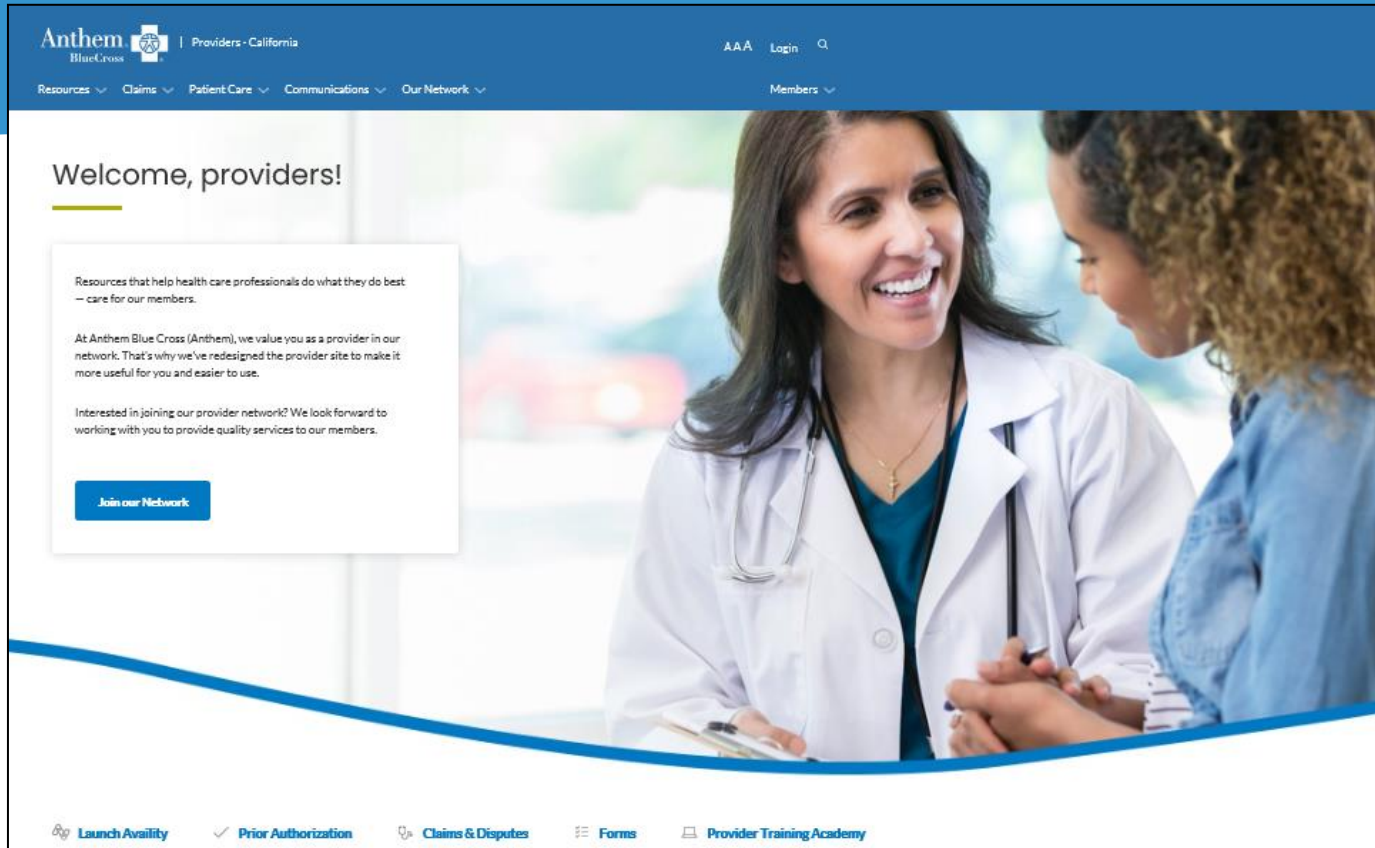 Anthem
BlueCross
| Providers - California
AAA Login
Resources Claims Patient Care Communications Our Network Members
Welcome, providers!
Resources that help health care professionals do what they do best
— care for our members.
At Anthem Blue Cross (Anthem), we value you as a provider in our
network. That's why we've redesigned the provider site to make it
more useful for you and easier to use.
Interested in joining our provider network? We look forward to
working with you to provide quality services to our members.
Join our Network
Launch Availity Prior Authorization Claims & Disputes Forms Provider Training Academy